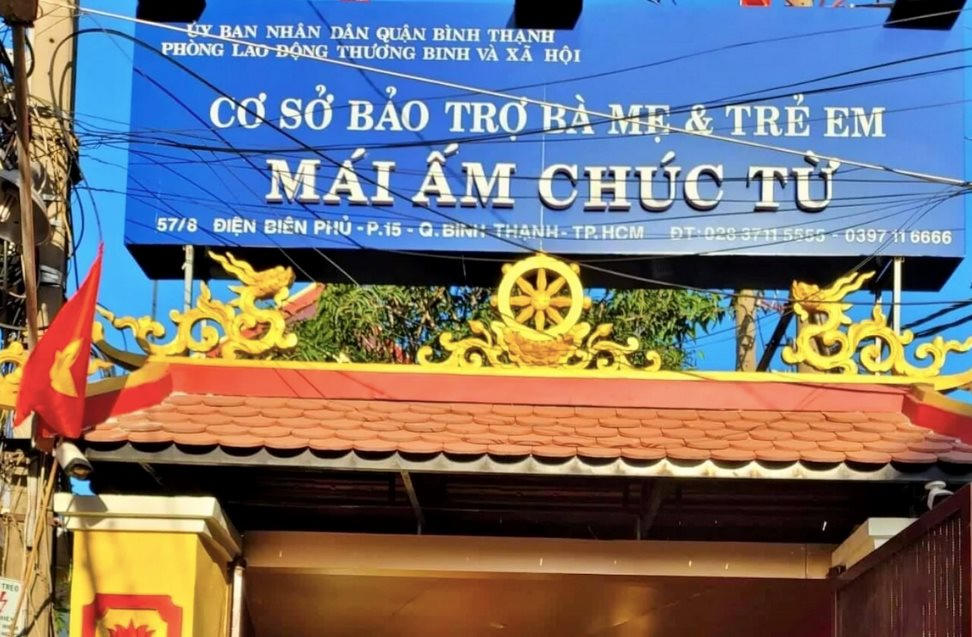 ỦY BAN NHÂN DÂN QUẬN BÌNH THẠNH
PHÒNG LAO ĐỘNG THƯƠNG BINH VÀ XÃ HỘI
CƠ SỞ BẢO TRỢ BÀ MẸ & TRẺ EM
MÁI ẤM CHÚC TỪ
57/8 ĐIỆN BIÊN PHỦ - P.15 - Q. BÌNH THẠNH - TP. HCM ĐT: 028 3711 5555 - 0397 11 6666
TREO